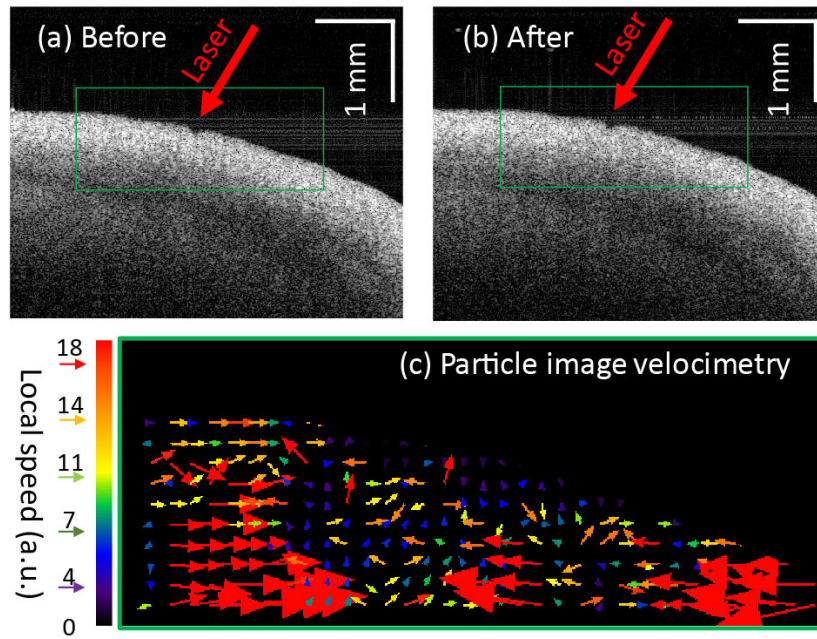 (a) Before
Laser
1 mm
(b) After
Laser
1 mm
(c) Particle image velocimetry
Local speed (a.u.)
18
14
11
7
4
0